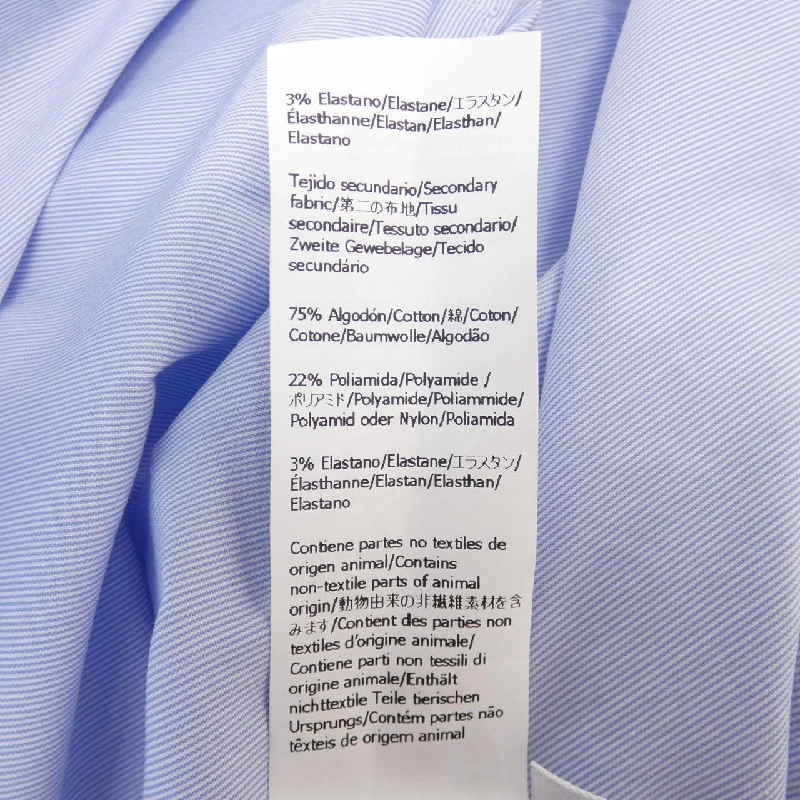 3% Elastano/Elastane/エラスタン/
Élasthanne/Elastan/Elasthan/
Elastano
Tejido secundario/Secondary
fabric/第二の布地/Tissu
secondaire/Tessuto secondario/
Zweite Gewebelage/Tecido
secundário
75% Algodón/Cotton/綿/Coton/
Cotone/Baumwolle/Algodão
22% Poliamida/Polyamide /
ポリアミド/Polyamide/Poliammide/
Polyamid oder Nylon/Poliamida
3% Elastano/Elastane/エラスタン/
Élasthanne/Elastan/Elasthan/
Elastano
Contiene partes no textiles de
origen animal/Contains
non-textile parts of animal
origin/動物由来の非繊維素材を含
みます/Contient des parties non
textiles d'origine animale/
Contiene parti non tessili di
origine animale/Enthält
nichttextile Teile tierischen
Ursprungs/Contém partes não
têxteis de origem animal